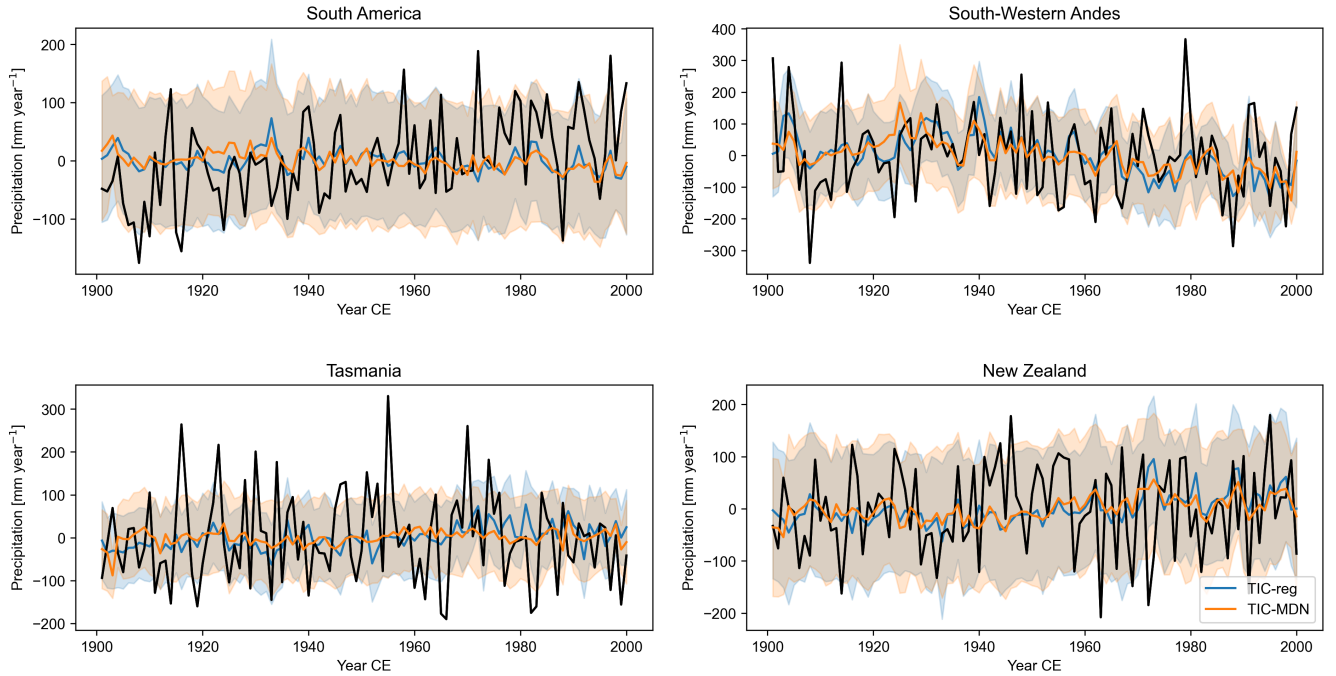 South America
Precipitation [mm year⁻¹]
200
100
0
−100
1900 1920 1940 1960 1980 2000
Year CE
South-Western Andes
Precipitation [mm year⁻¹]
400
300
200
100
0
−100
−200
−300
1900 1920 1940 1960 1980 2000
Year CE
Tasmania
Precipitation [mm year⁻¹]
300
200
100
0
−100
−200
1900 1920 1940 1960 1980 2000
Year CE
New Zealand
Precipitation [mm year⁻¹]
200
100
0
−100
−200
TIC-reg
TIC-MDN
1900 1920 1940 1960 1980 2000
Year CE